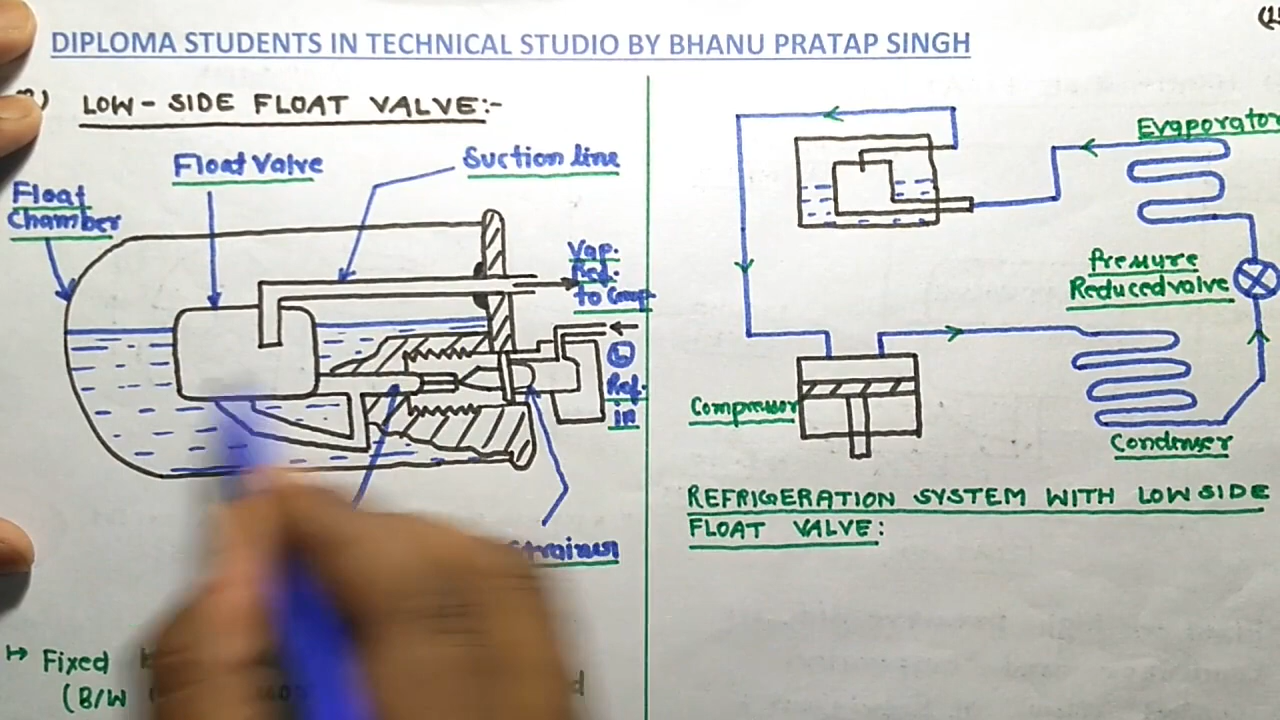 DIPLOMA STUDENTS IN TECHNICAL STUDIO BY BHANU PRATAP SINGH
LOW-SIDE FLOAT VALVE:-
Float Valve
Suction line
Float
Chamber
Vap.
Ref.
to Comp
L
Ref.
in
Strainer
Fixed
(B/W
Evaporator
Pressure
Reduced valve
Compressor
Condenser
REFRIGERATION SYSTEM WITH LOW SIDE
FLOAT VALVE: